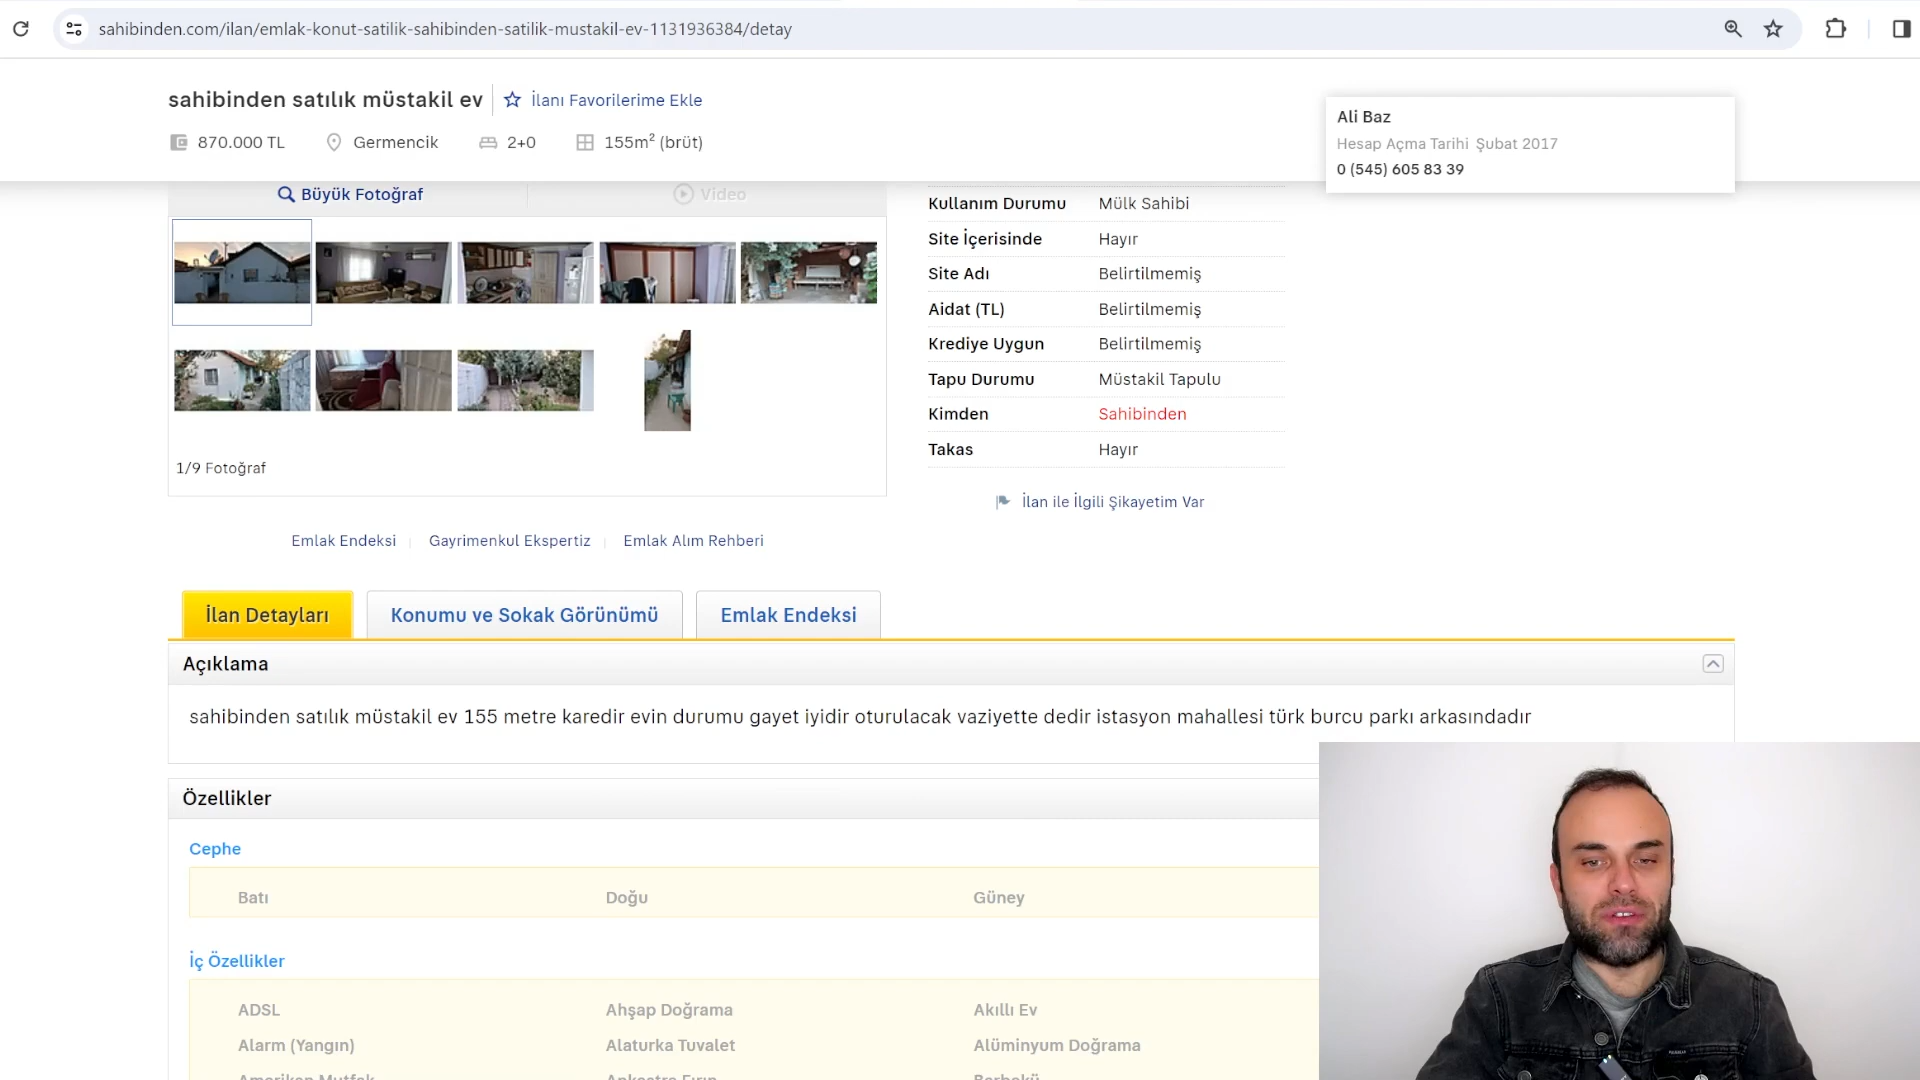 sahibinden.com/ilan/emlak-konut-satilik-sahibinden-satilik-mustakil-ev-1131936384/detay
sahibinden satılık müstakil ev
İlanı Favorilerime Ekle
870.000 TL
Germencik
2+0
155m² (brüt)
Ali Baz
Hesap Açma Tarihi Şubat 2017
0 (545) 605 83 39
Büyük Fotoğraf
Video
Kullanım Durumu Mülk Sahibi
Site İçerisinde Hayır
Site Adı Belirtilmemiş
Aidat (TL) Belirtilmemiş
Krediye Uygun Belirtilmemiş
Tapu Durumu Müstakil Tapulu
Kimden Sahibinden
Takas Hayır
1/9 Fotoğraf
İlan ile İlgili Şikayetim Var
Emlak Endeksi
Gayrimenkul Ekspertiz
Emlak Alım Rehberi
İlan Detayları
Konumu ve Sokak Görünümü
Emlak Endeksi
Açıklama
sahibinden satılık müstakil ev 155 metre karedir evin durumu gayet iyidir oturulacak vaziyette dedir istasyon mahallesi türk burcu parkı arkasındadır
Özellikler
Cephe
Batı
Doğu
Güney
İç Özellikler
ADSL
Ahşap Doğrama
Akıllı Ev
Alarm (Yangın)
Alaturka Tuvalet
Alüminyum Doğrama
Amerikan Mutfak
Ankastre Fırın
Barbekü